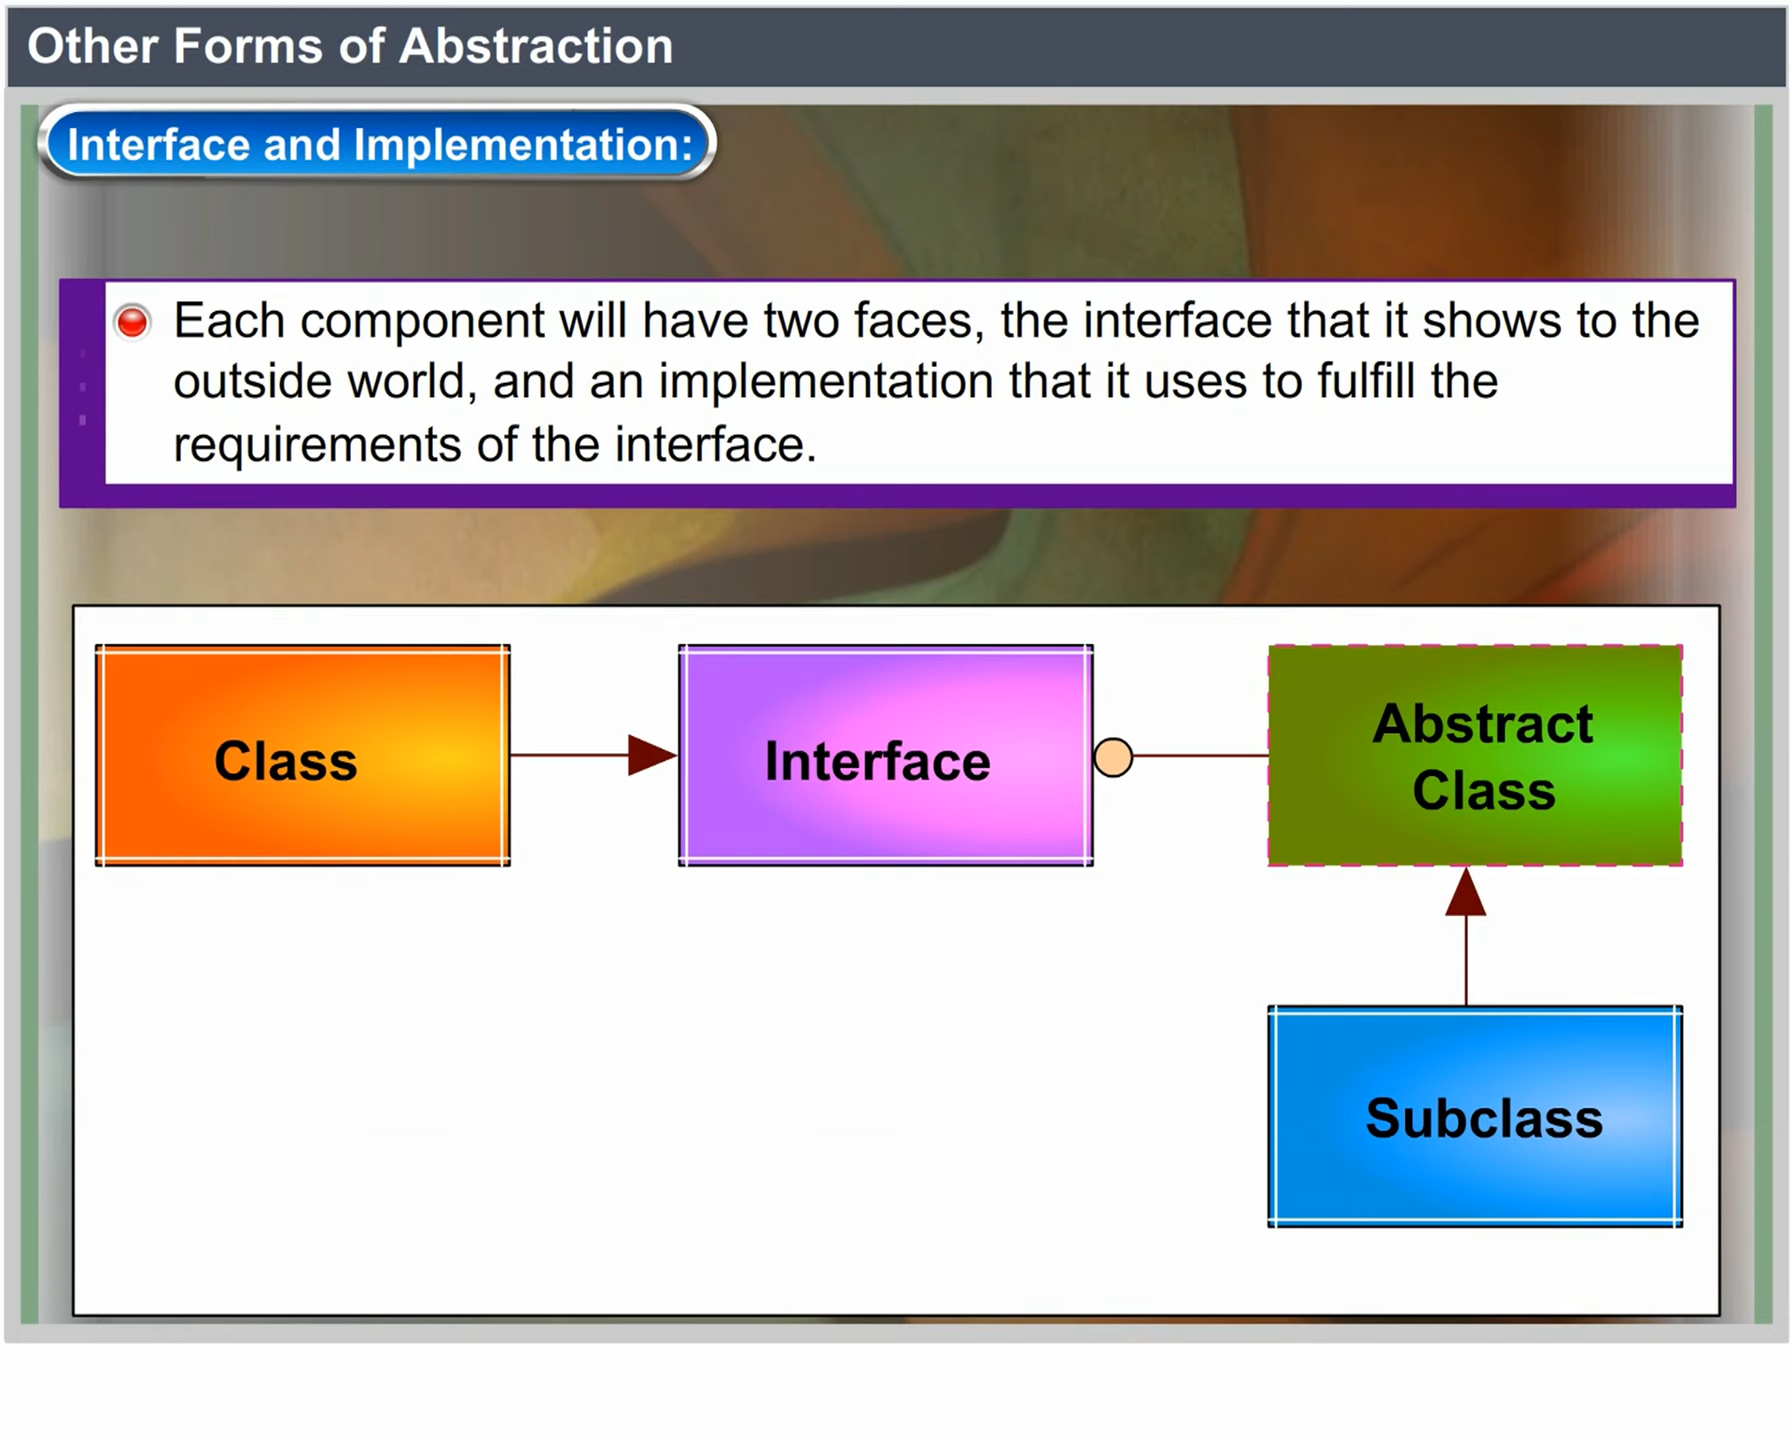 Other Forms of Abstraction
Interface and Implementation:
Each component will have two faces, the interface that it shows to the
outside world, and an implementation that it uses to fulfill the
requirements of the interface.
Class
Interface
Abstract
Class
Subclass